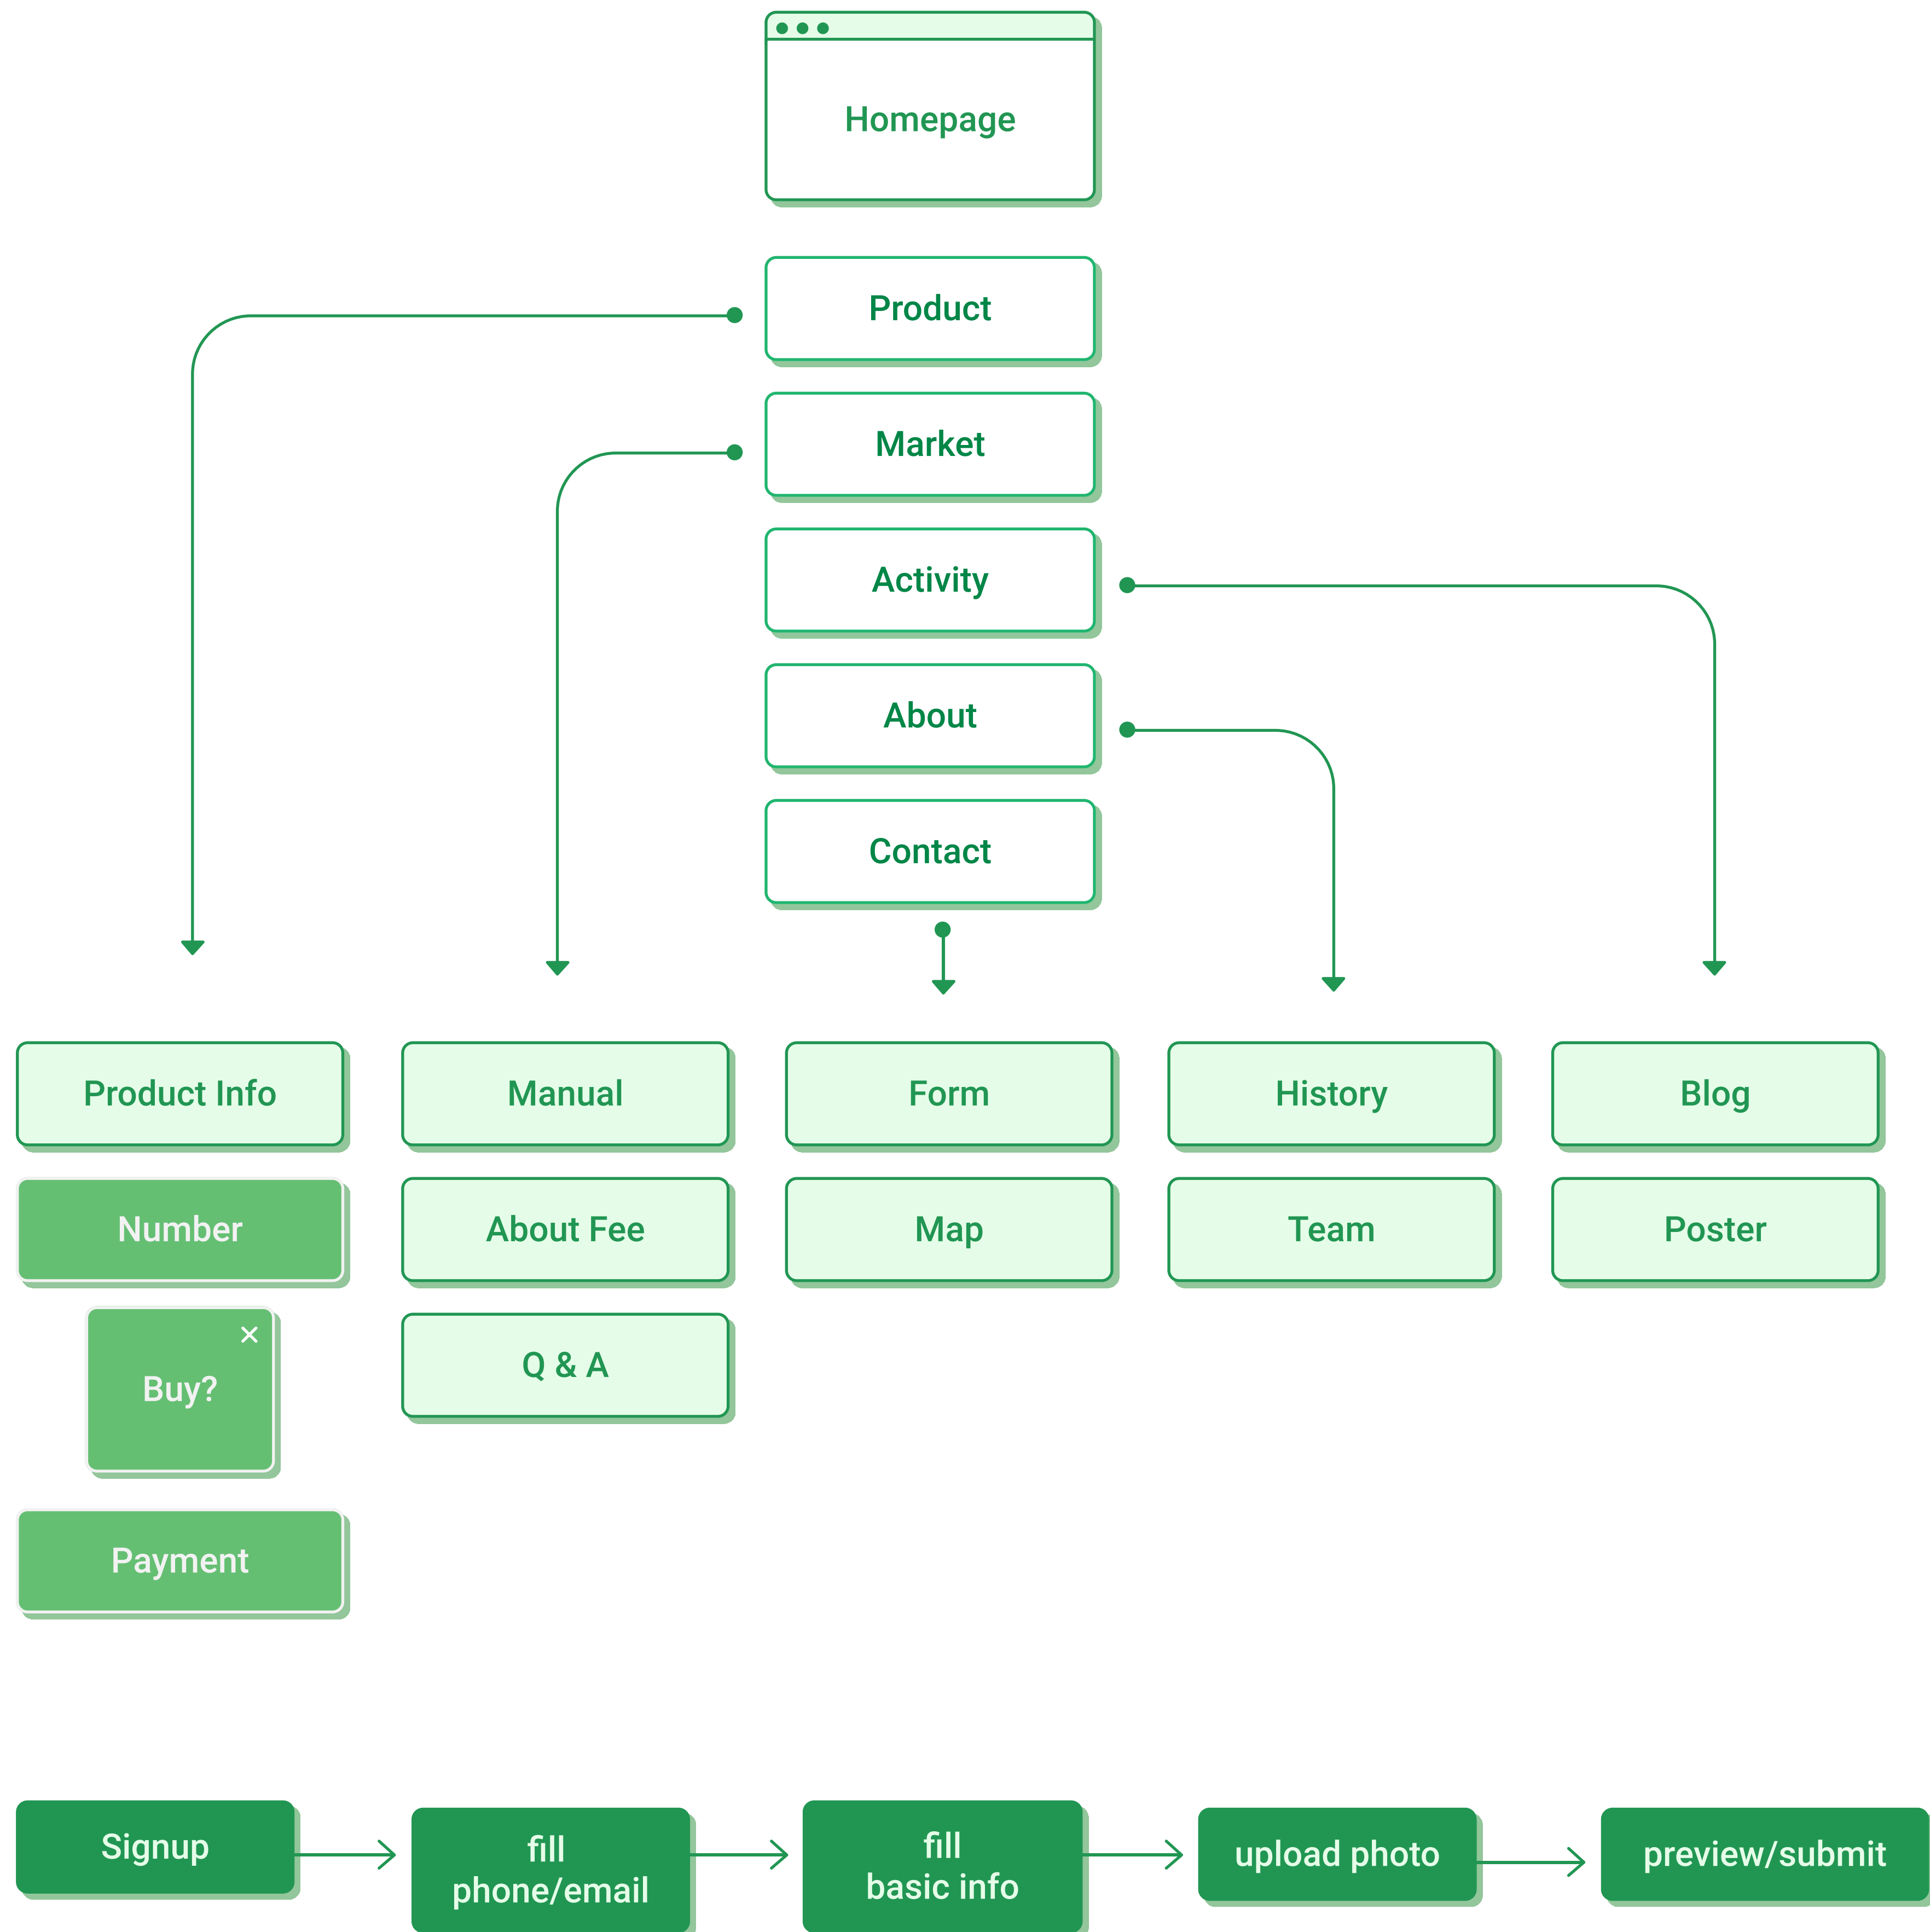 Homepage
Product
Market
Activity
About
Contact
Product Info
Manual
Form
History
Blog
Number
About Fee
Map
Team
Poster
Buy?
Q & A
Payment
Signup
fill
phone/email
fill
basic info
upload photo
preview/submit